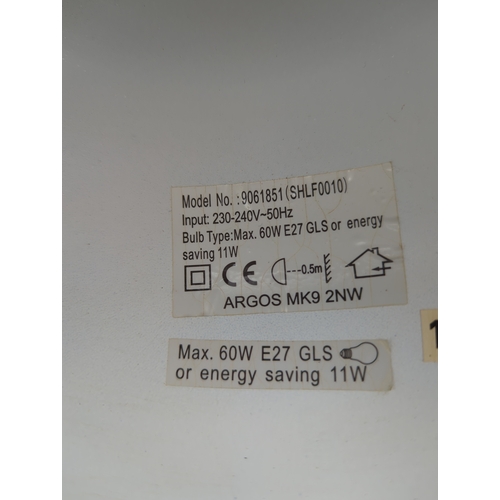 Model No. :9061851(SHLF0010)
Input: 230-240V~50Hz
Bulb Type:Max. 60W E27 GLS or energy
saving 11W
CE ---0.5m
ARGOS MK9 2NW
Max. 60W E27 GLS
or energy saving 11W